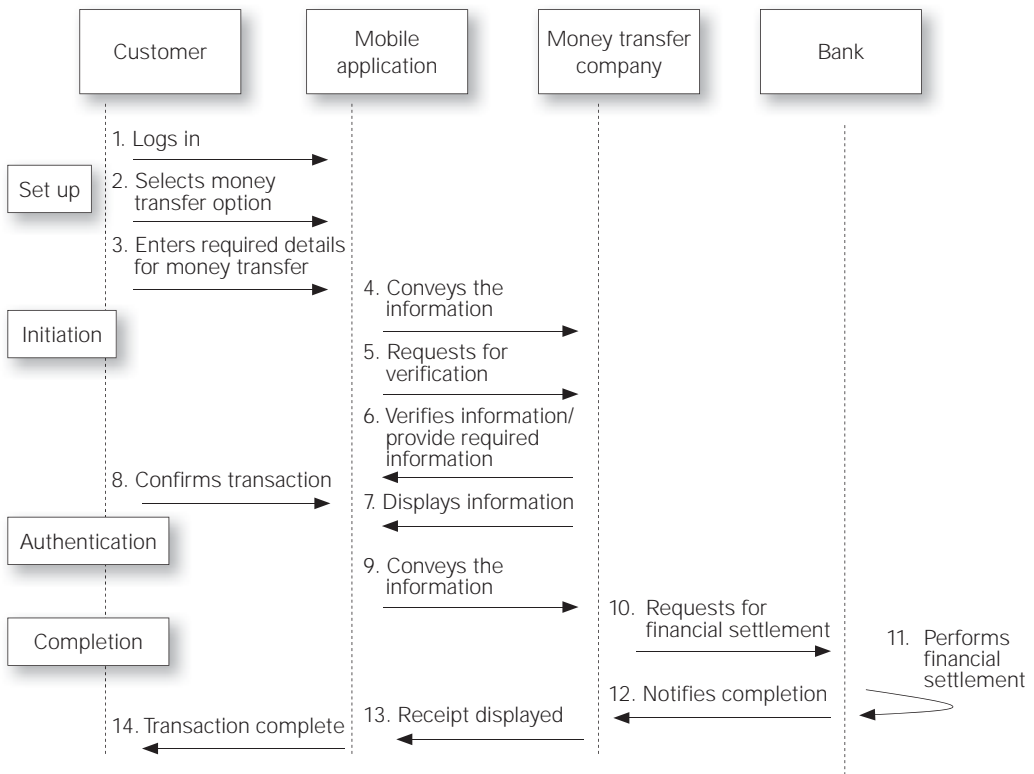 Customer
Mobile
application
Money transfer
company
Bank
Set up
1. Logs in
2. Selects money
transfer option
3. Enters required details
for money transfer
4. Conveys the
information
Initiation
5. Requests for
verification
6. Verifies information/
provide required
information
8. Confirms transaction
7. Displays information
Authentication
9. Conveys the
information
10. Requests for
financial settlement
Completion
11. Performs
financial
settlement
12. Notifies completion
13. Receipt displayed
14. Transaction complete